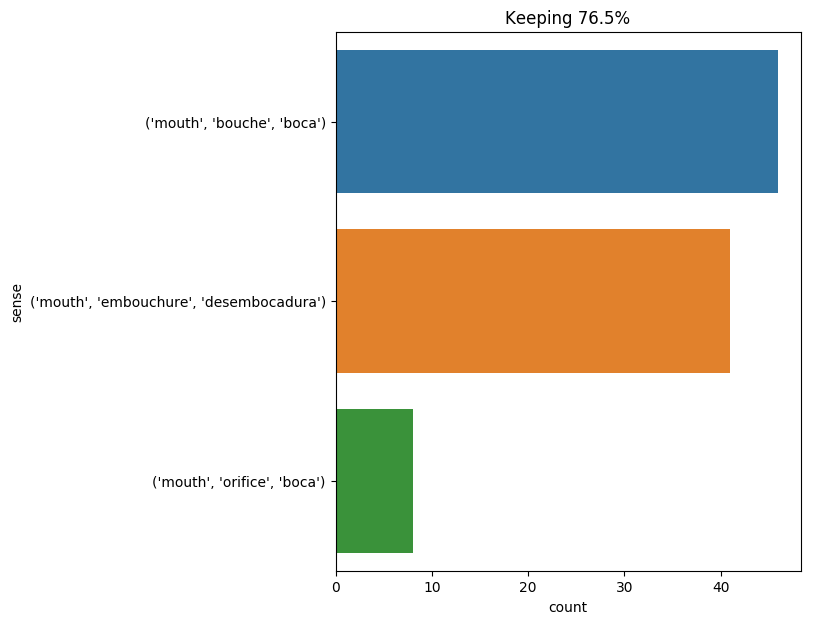 Keeping 76.5%
sense
('mouth', 'bouche', 'boca')
('mouth', 'embouchure', 'desembocadura')
('mouth', 'orifice', 'boca')
0 10 20 30 40
count